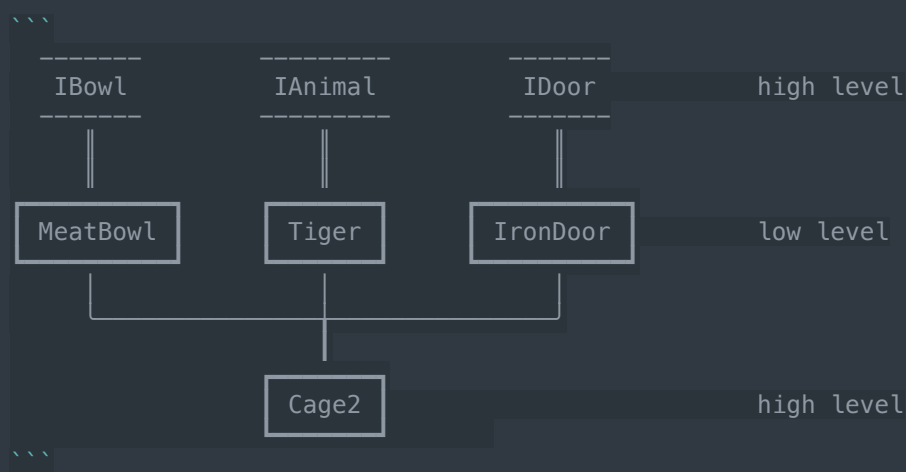 ```
IBowl IAnimal IDoor high level
MeatBowl Tiger IronDoor low level
Cage2 high level
```